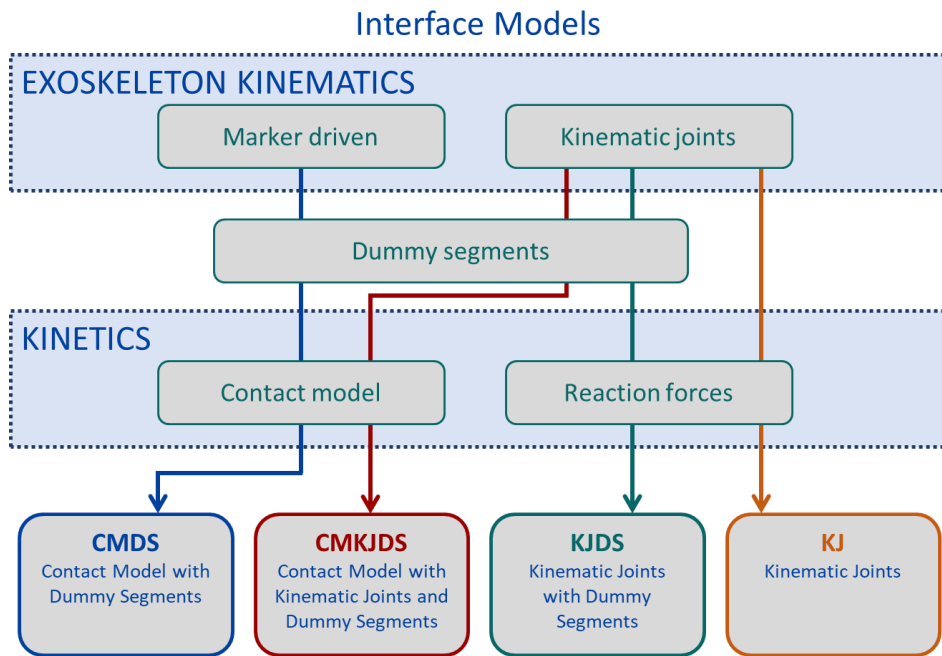 Interface Models
EXOSKELETON KINEMATICS
Marker driven
Kinematic joints
Dummy segments
KINETICS
Contact model
Reaction forces
CMDS
Contact Model with
Dummy Segments
CMKJDS
Contact Model with
Kinematic Joints and
Dummy Segments
KJDS
Kinematic Joints
with Dummy
Segments
KJ
Kinematic Joints